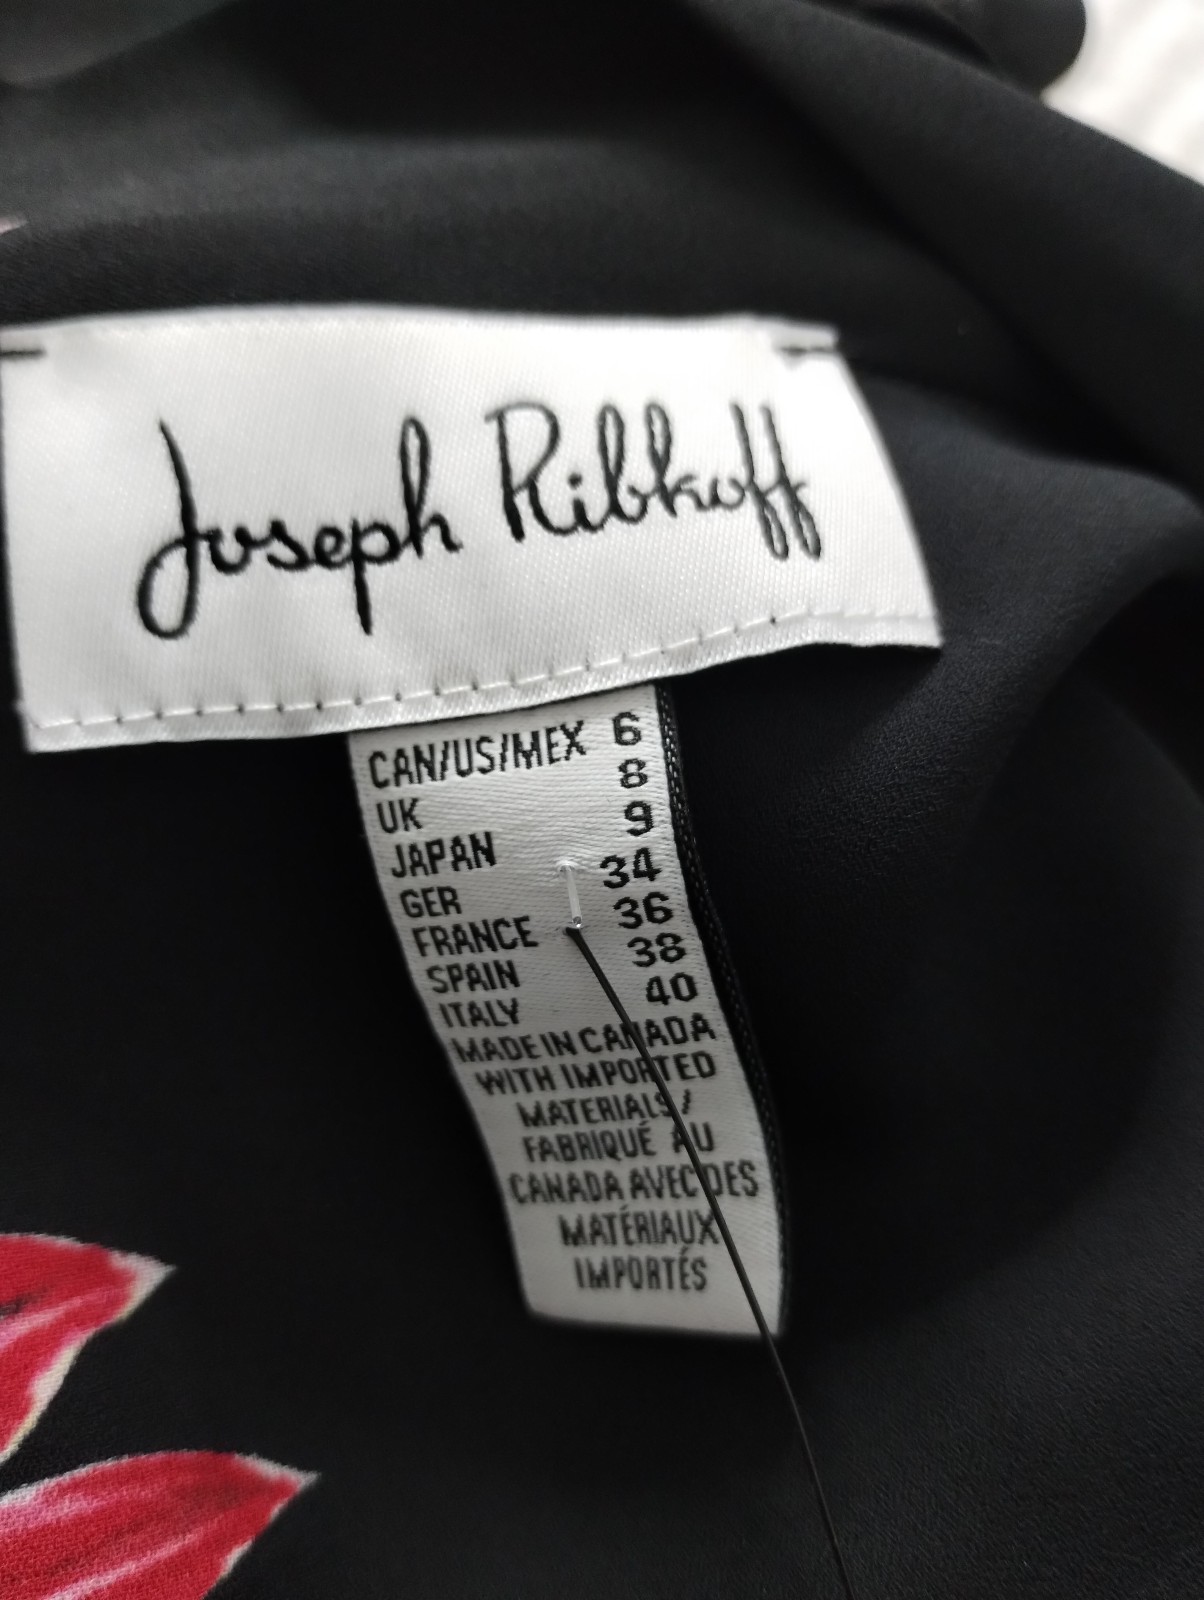 Joseph Ribkoff
CAN/US/MEX 6
UK 8
JAPAN 9
GER 34
FRANCE 36
SPAIN 38
ITALY 40
MADE IN CANADA
WITH IMPORTED
MATERIALS/
FABRIQUÉ AU
CANADA AVEC DES
MATÉRIAUX
IMPORTÉS